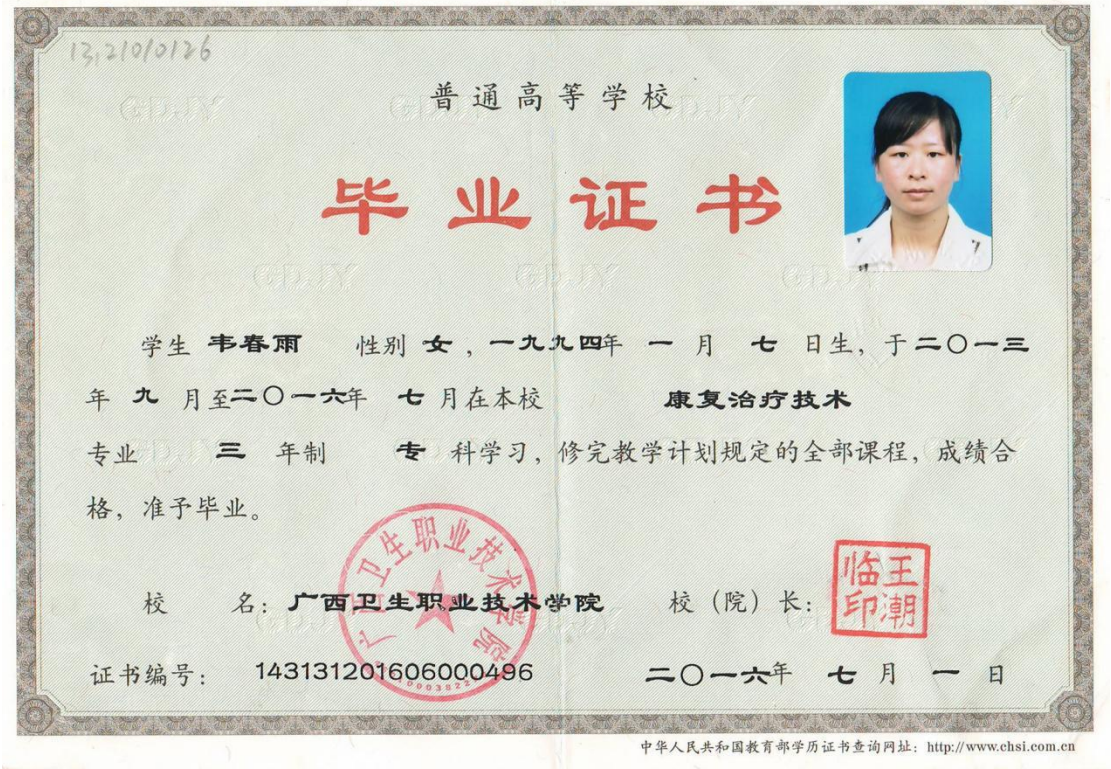 13,21010126
普通高等学校
毕业证书
学生 韦春雨 性别 女，一九九四年 一 月 七 日生，于二〇一三
年 九 月至二〇一六年 七 月在本校 康复治疗技术
专业 三 年制 专 科学习，修完教学计划规定的全部课程，成绩合
格，准予毕业。
广西卫生职业技术学院
校 名：广西卫生职业技术学院 校（院）长：
王潮临印
证书编号：143131201606000496 二〇一六年 七 月 一 日
中华人民共和国教育部学历证书查询网址：http://www.chsi.com.cn
GDJY GDJY GDJY
GDJY GDJY GDJY